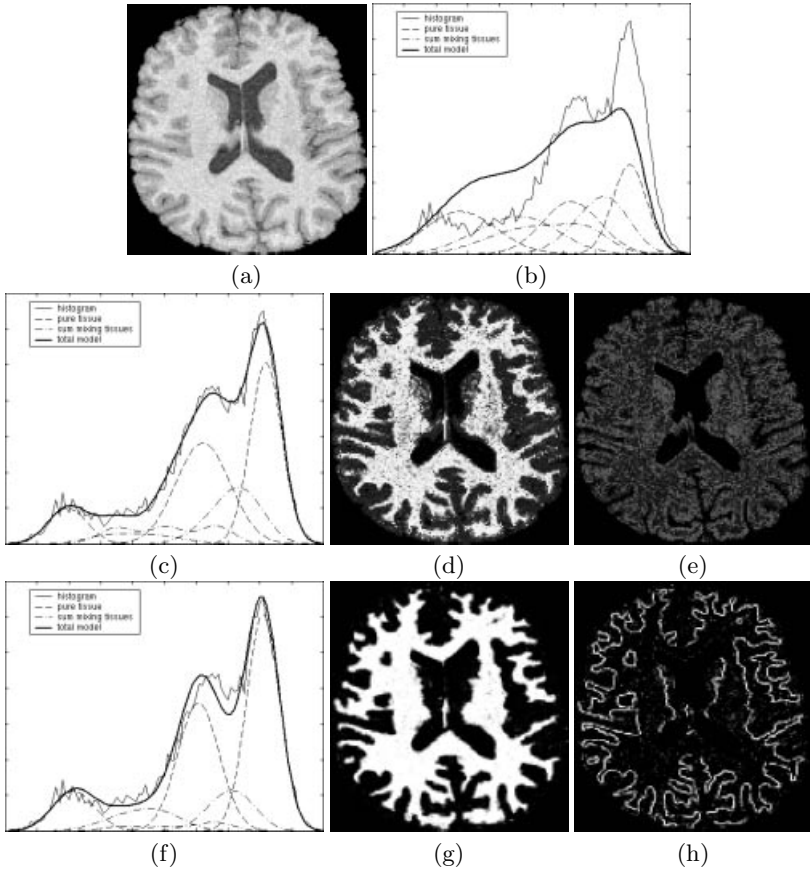 histogram
pure tissue
sum mixing tissues
total model
(a)
(b)
histogram
pure tissue
sum mixing tissues
total model
(c)
(d)
(e)
histogram
pure tissue
sum mixing tissues
total model
(f)
(g)
(h)